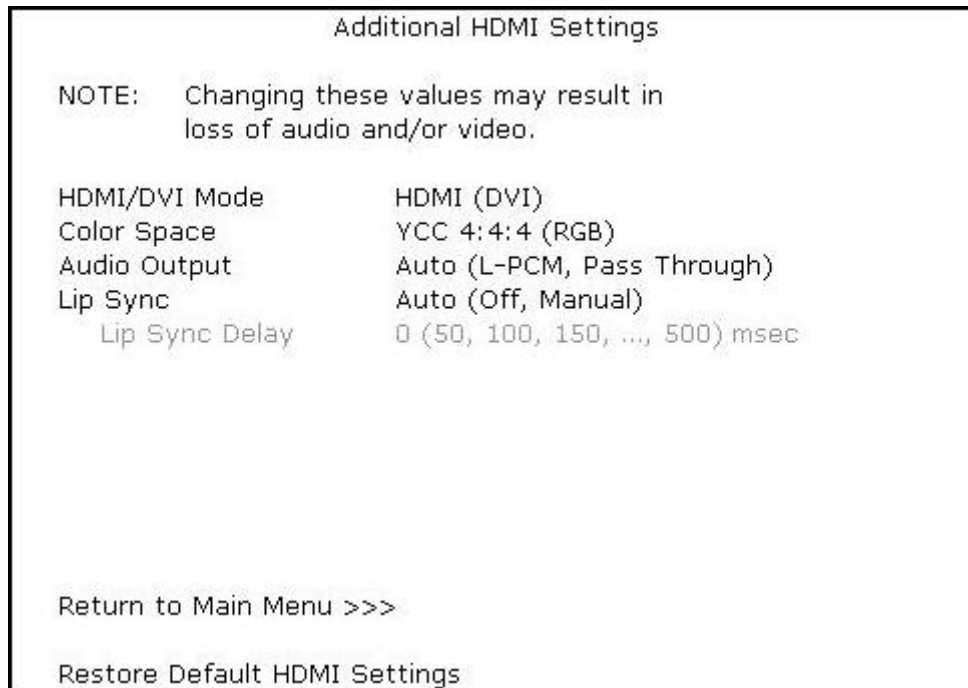 Additional HDMI Settings
NOTE: Changing these values may result in
loss of audio and/or video.
HDMI/DVI Mode HDMI (DVI)
Color Space YCC 4:4:4 (RGB)
Audio Output Auto (L-PCM, Pass Through)
Lip Sync Auto (Off, Manual)
Lip Sync Delay 0 (50, 100, 150, ..., 500) msec
Return to Main Menu >>>
Restore Default HDMI Settings